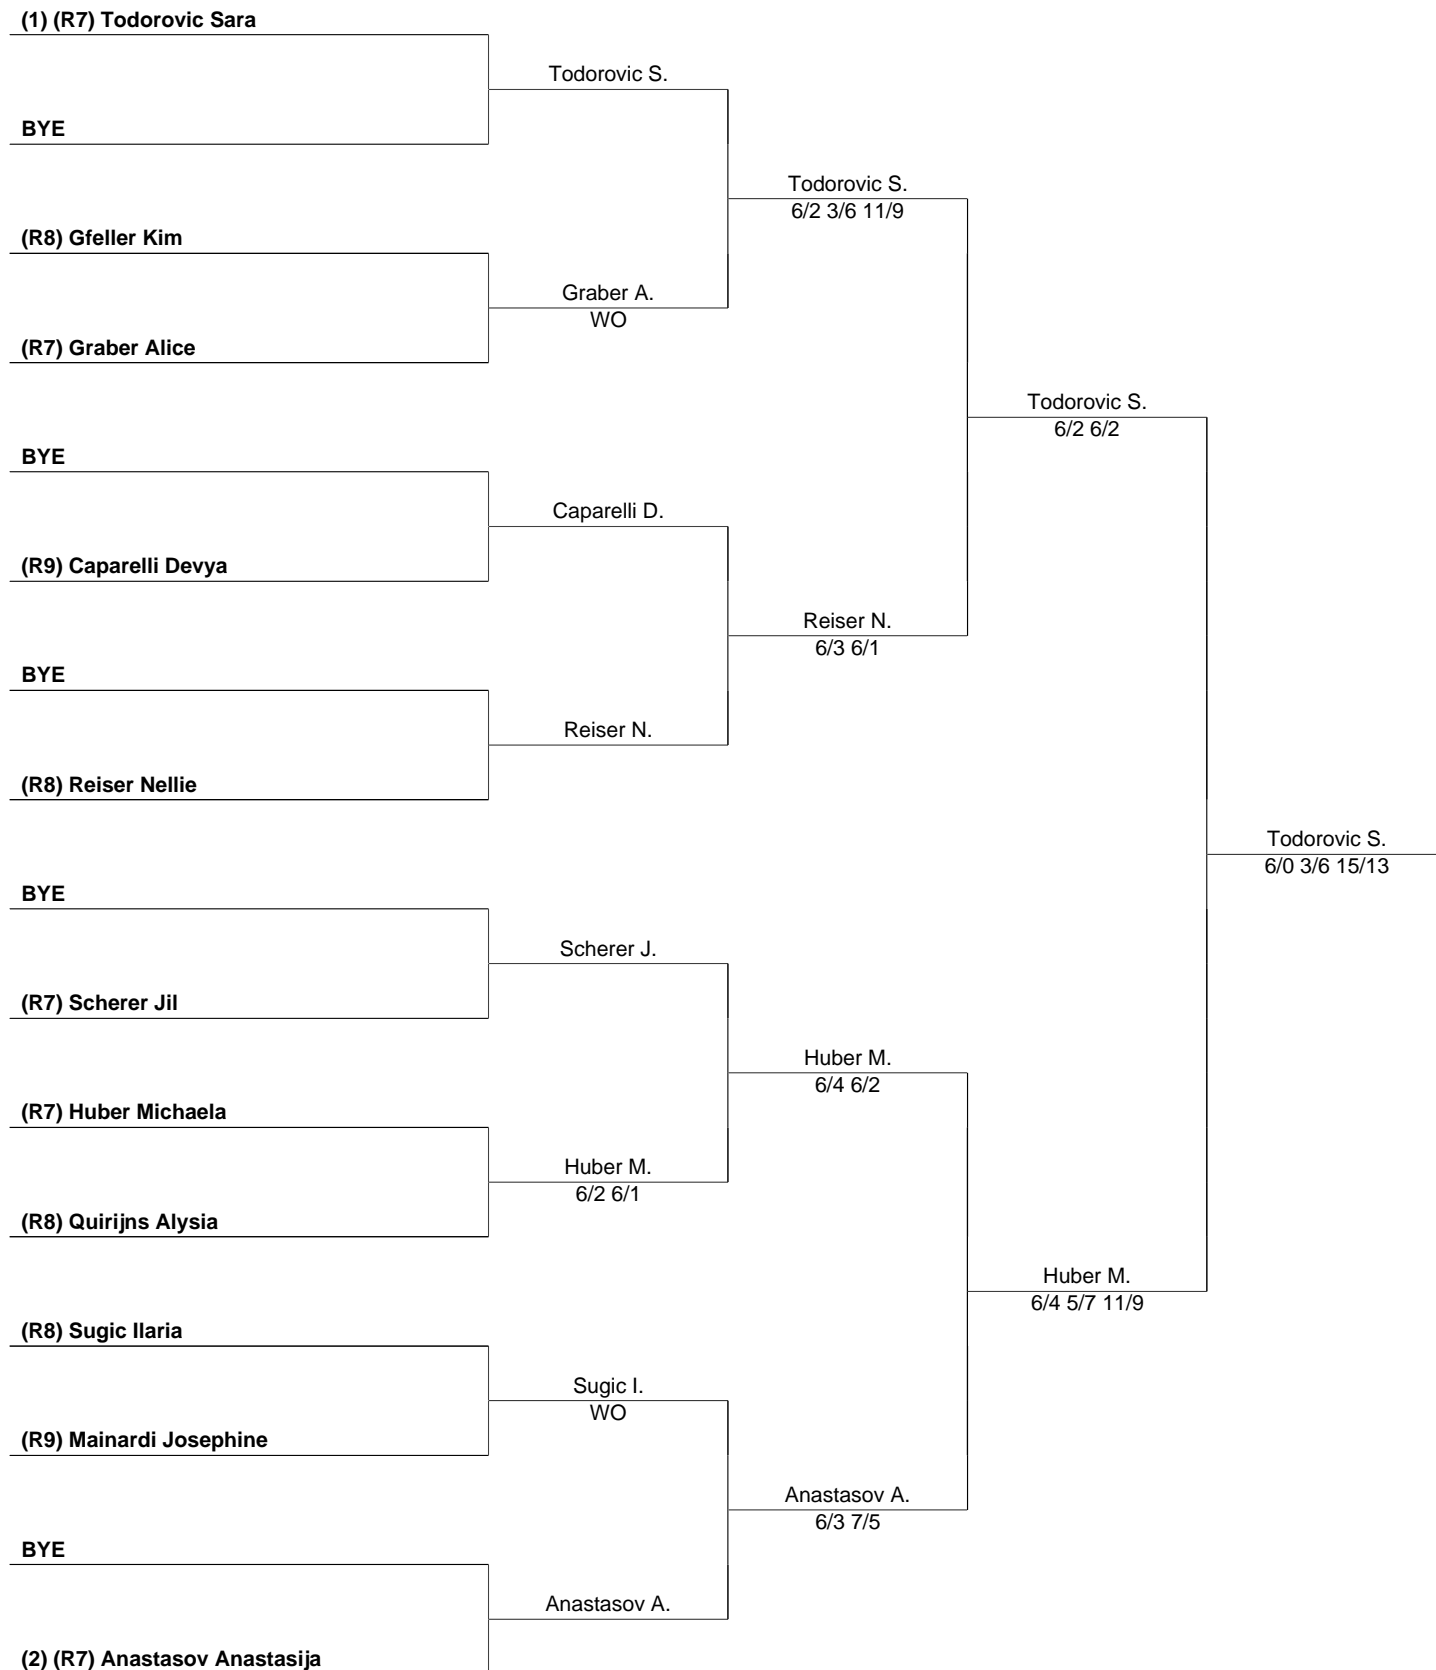 (1) (R7) Todorovic Sara
Todorovic S.
BYE
Todorovic S.
6/2 3/6 11/9
(R8) Gfeller Kim
Graber A.
WO
(R7) Graber Alice
Todorovic S.
6/2 6/2
BYE
Caparelli D.
(R9) Caparelli Devya
Reiser N.
6/3 6/1
BYE
Reiser N.
(R8) Reiser Nellie
Todorovic S.
6/0 3/6 15/13
BYE
Scherer J.
(R7) Scherer Jil
Huber M.
6/4 6/2
(R7) Huber Michaela
Huber M.
6/2 6/1
(R8) Quirijns Alysia
Huber M.
6/4 5/7 11/9
(R8) Sugic Ilaria
Sugic I.
WO
(R9) Mainardi Josephine
Anastasov A.
6/3 7/5
BYE
Anastasov A.
(2) (R7) Anastasov Anastasija